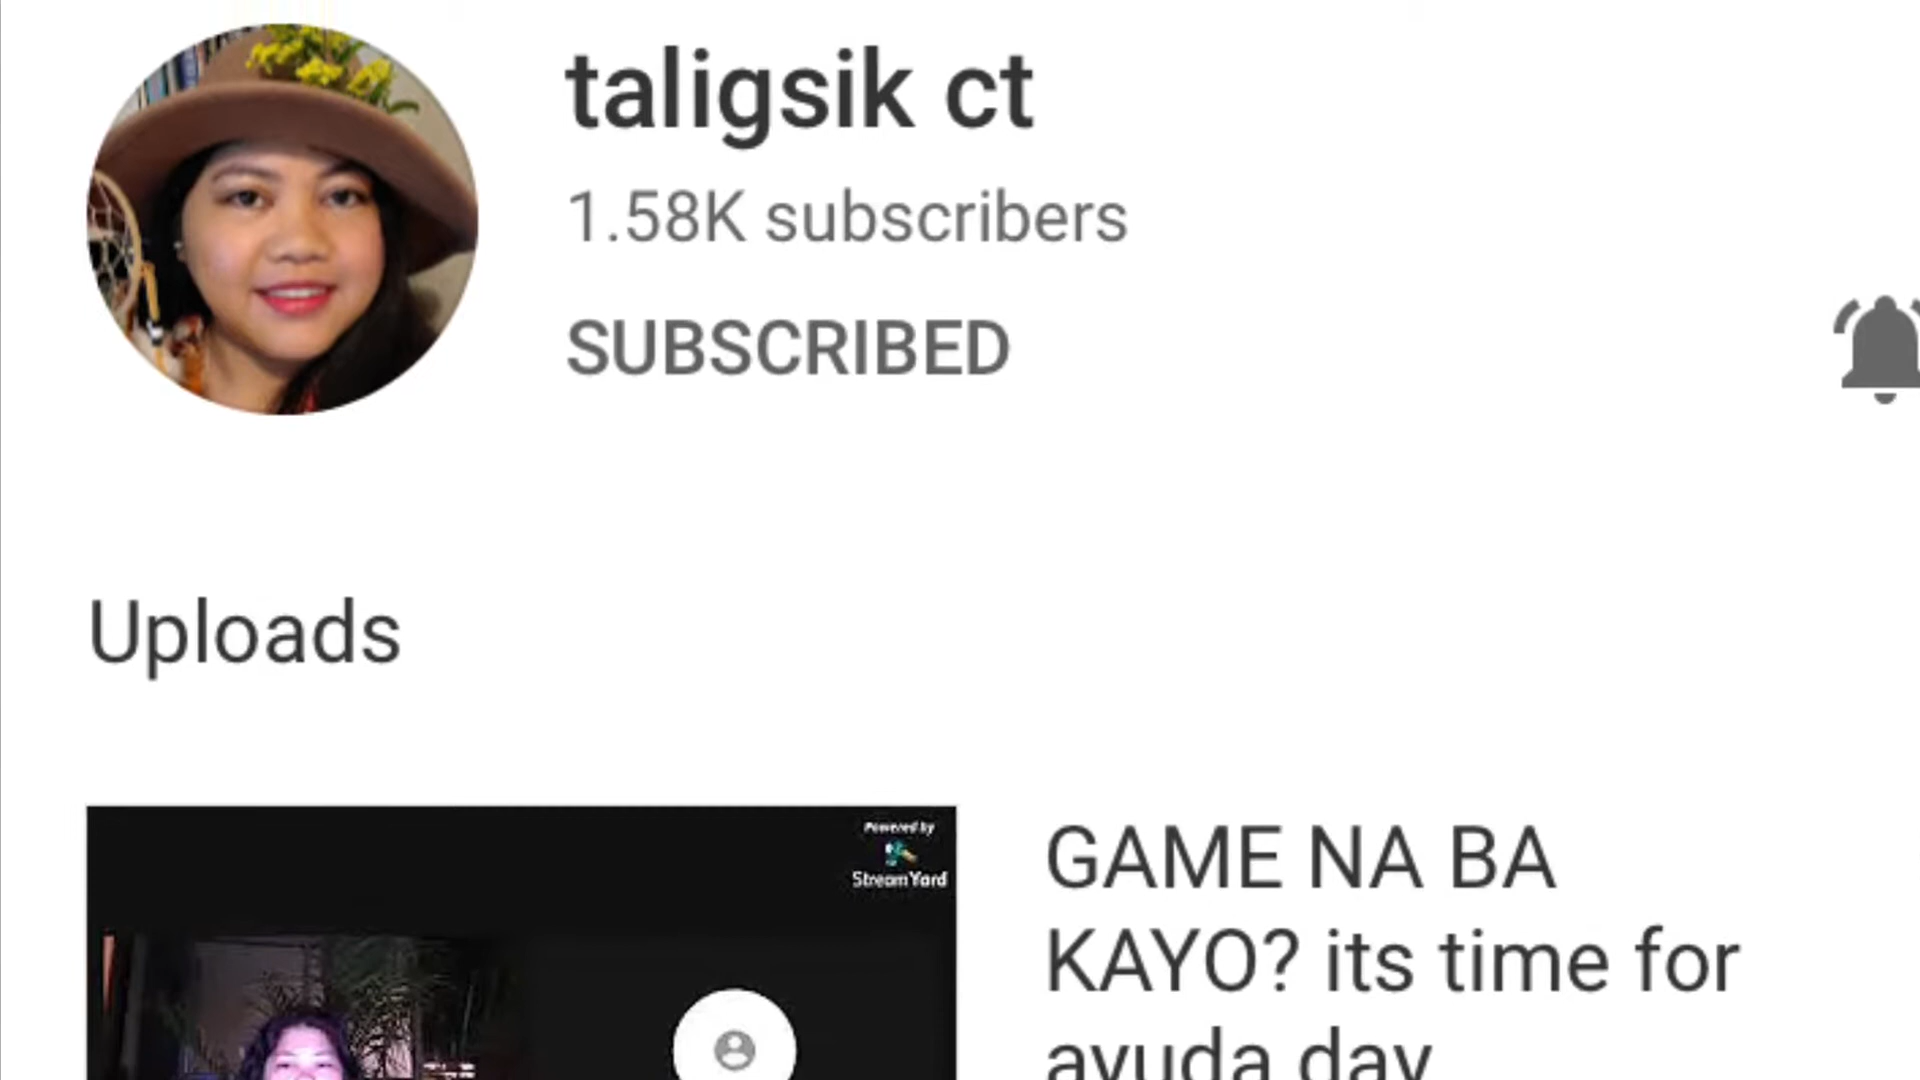 taligsik ct
1.58K subscribers
SUBSCRIBED
Uploads
Powered by
StreamYard
GAME NA BA
KAYO? its time for
ayuda day